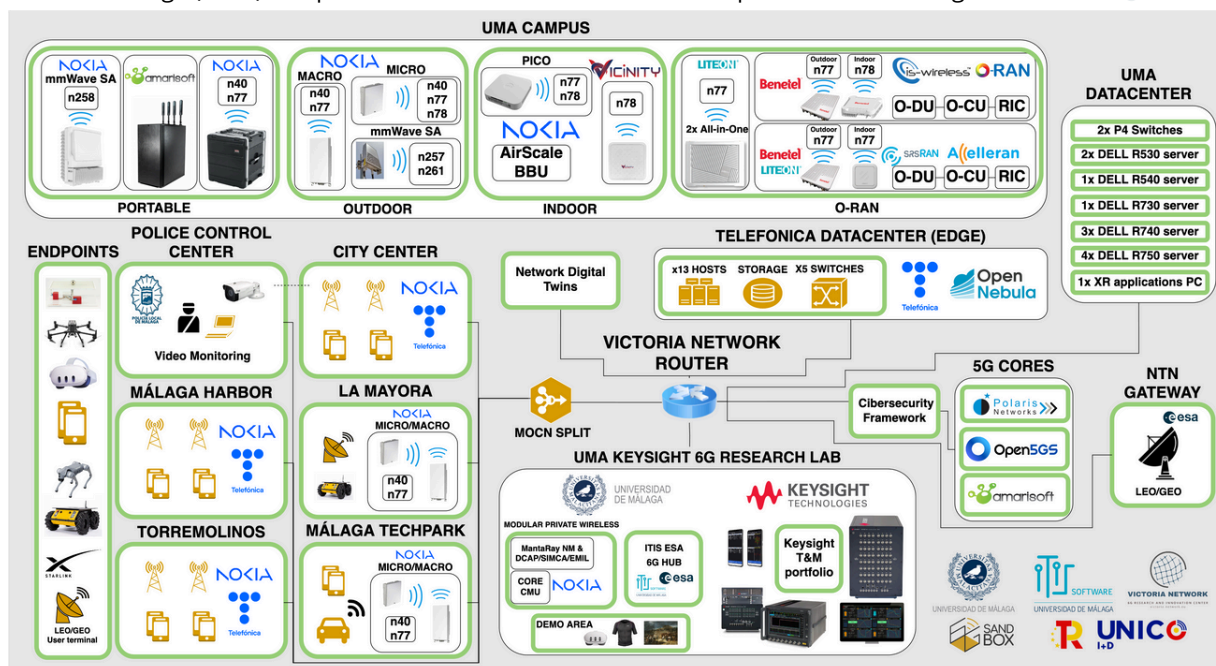 UMA CAMPUS
NOKIA
mmWave SA
n258
amarisoft
NOKIA
n40
n77
PORTABLE
NOKIA
MACRO
n40
n77
MICRO
n40
n77
n78
mmWave SA
n257
n261
OUTDOOR
PICO
n77
n78
NOKIA
AirScale
BBU
VICINITY
n78
INDOOR
LITEON
n77
2x All-in-One
Benetel
Outdoor
n77
Indoor
n78
is-wireless
O-RAN
O-DU
O-CU
RIC
Benetel
LITEON
Outdoor
n77
Indoor
n77
SRSRAN
Accelleran
O-DU
O-CU
RIC
O-RAN
UMA
DATACENTER
2x P4 Switches
2x DELL R530 server
1x DELL R540 server
1x DELL R730 server
3x DELL R740 server
4x DELL R750 server
1x XR applications PC
ENDPOINTS
STARLINK
LEO/GEO
User terminal
POLICE CONTROL
CENTER
POLICIA LOCAL
DE MÁLAGA
Video Monitoring
CITY CENTER
NOKIA
Telefónica
MÁLAGA HARBOR
NOKIA
Telefónica
LA MAYORA
NOKIA
MICRO/MACRO
n40
n77
TORREMOLINOS
NOKIA
Telefónica
MÁLAGA TECHPARK
NOKIA
MICRO/MACRO
n40
n77
Network Digital
Twins
TELEFONICA DATACENTER (EDGE)
x13 HOSTS
STORAGE
X5 SWITCHES
Telefónica
Open
Nebula
VICTORIA NETWORK
ROUTER
MOCN SPLIT
Cibersecurity
Framework
5G CORES
Polaris
Networks
Open5GS
amarisoft
NTN
GATEWAY
esa
LEO/GEO
UMA KEYSIGHT 6G RESEARCH LAB
UNIVERSIDAD
DE MÁLAGA
KEYSIGHT
TECHNOLOGIES
MODULAR PRIVATE WIRELESS
MantaRay NM &
DCAP/SIMCA/EMIL
CORE
CMU
NOKIA
ITIS ESA
6G HUB
esa
Keysight
T&M
portfolio
DEMO AREA
UNIVERSIDAD DE MÁLAGA
ITIS
SOFTWARE
UNIVERSIDAD DE MÁLAGA
VICTORIA NETWORK
SAND
BOX
TR
UNICO
I+D